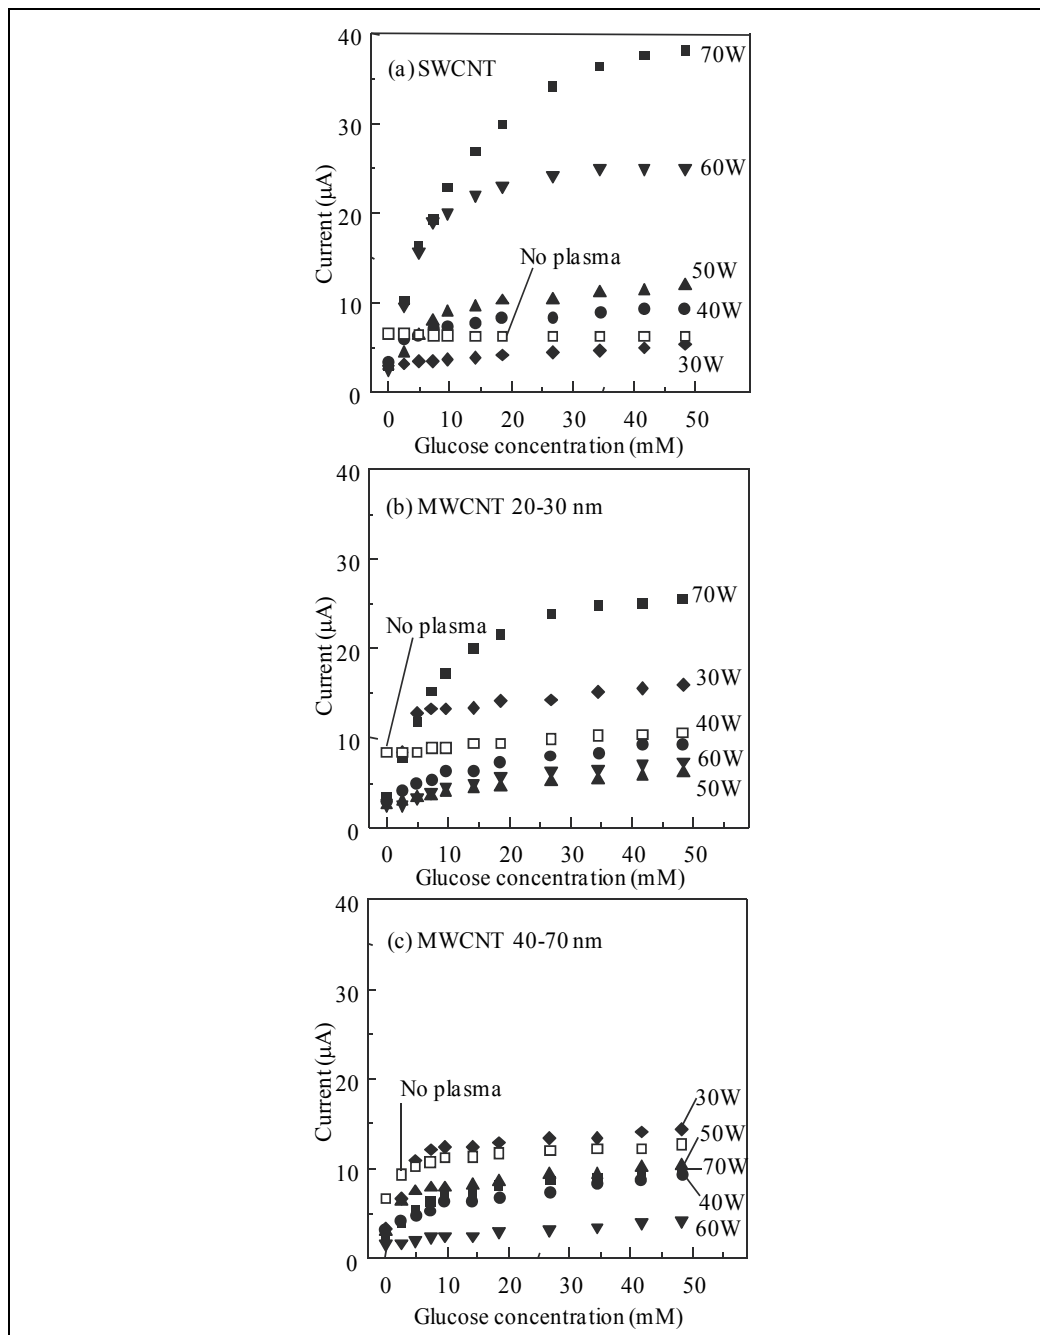 40
(a) SWCNT
70W
30
60W
Current (μA)
20
No plasma
50W
10
40W
30W
0
0 10 20 30 40 50
Glucose concentration (mM)
40
(b) MWCNT 20-30 nm
30
70W
Current (μA)
No plasma
20
30W
40W
10
60W
50W
0
0 10 20 30 40 50
Glucose concentration (mM)
40
(c) MWCNT 40-70 nm
30
Current (μA)
20
No plasma
30W
50W
10
70W
40W
60W
0
0 10 20 30 40 50
Glucose concentration (mM)